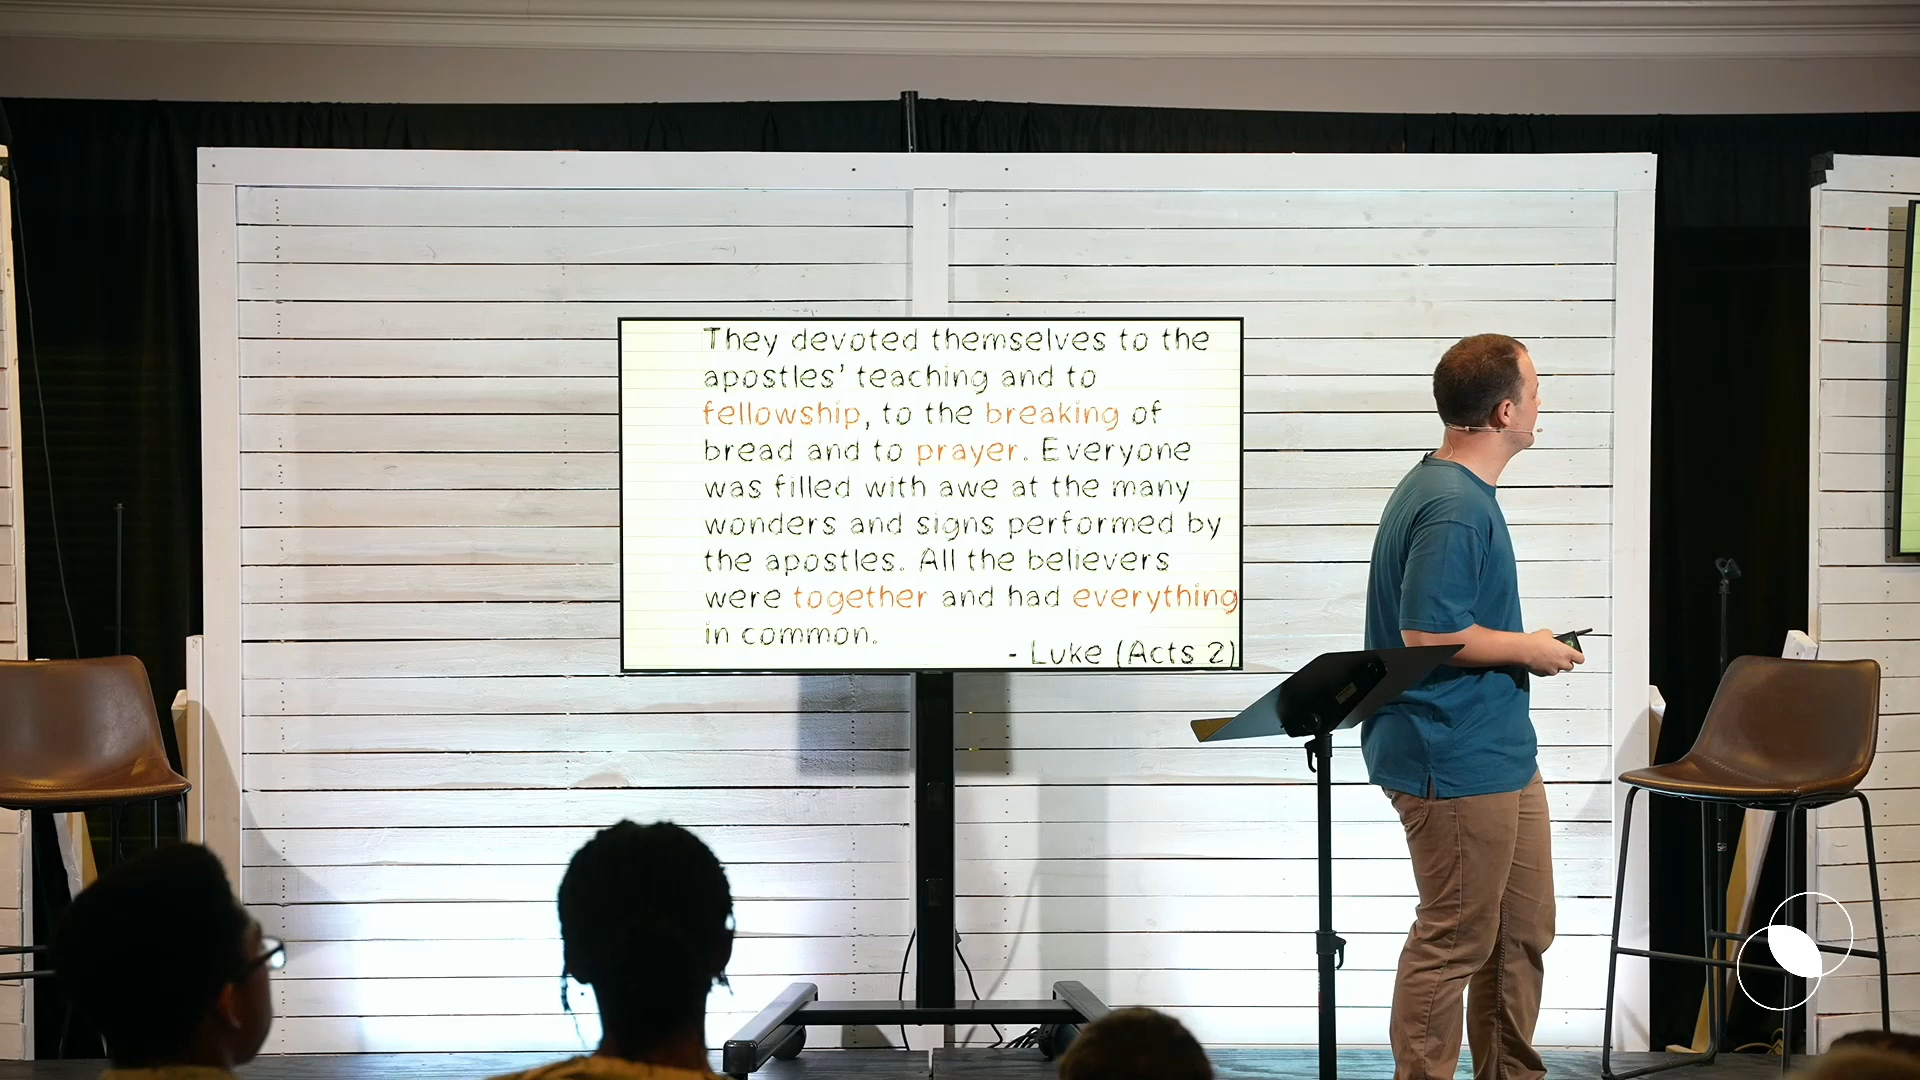 They devoted themselves to the
apostles' teaching and to
fellowship, to the breaking of
bread and to prayer. Everyone
was filled with awe at the many
wonders and signs performed by
the apostles. All the believers
were together and had everything
in common.
- Luke (Acts 2)